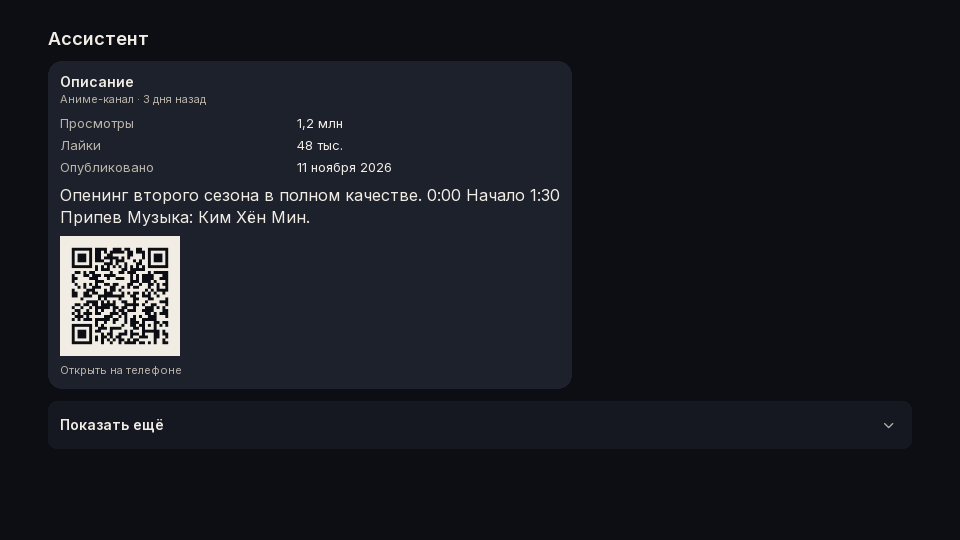 Ассистент
Описание
Аниме-канал · 3 дня назад
Просмотры 1,2 млн
Лайки 48 тыс.
Опубликовано 11 ноября 2026
Опенинг второго сезона в полном качестве. 0:00 Начало 1:30
Припев Музыка: Ким Хён Мин.
Открыть на телефоне
Показать ещё